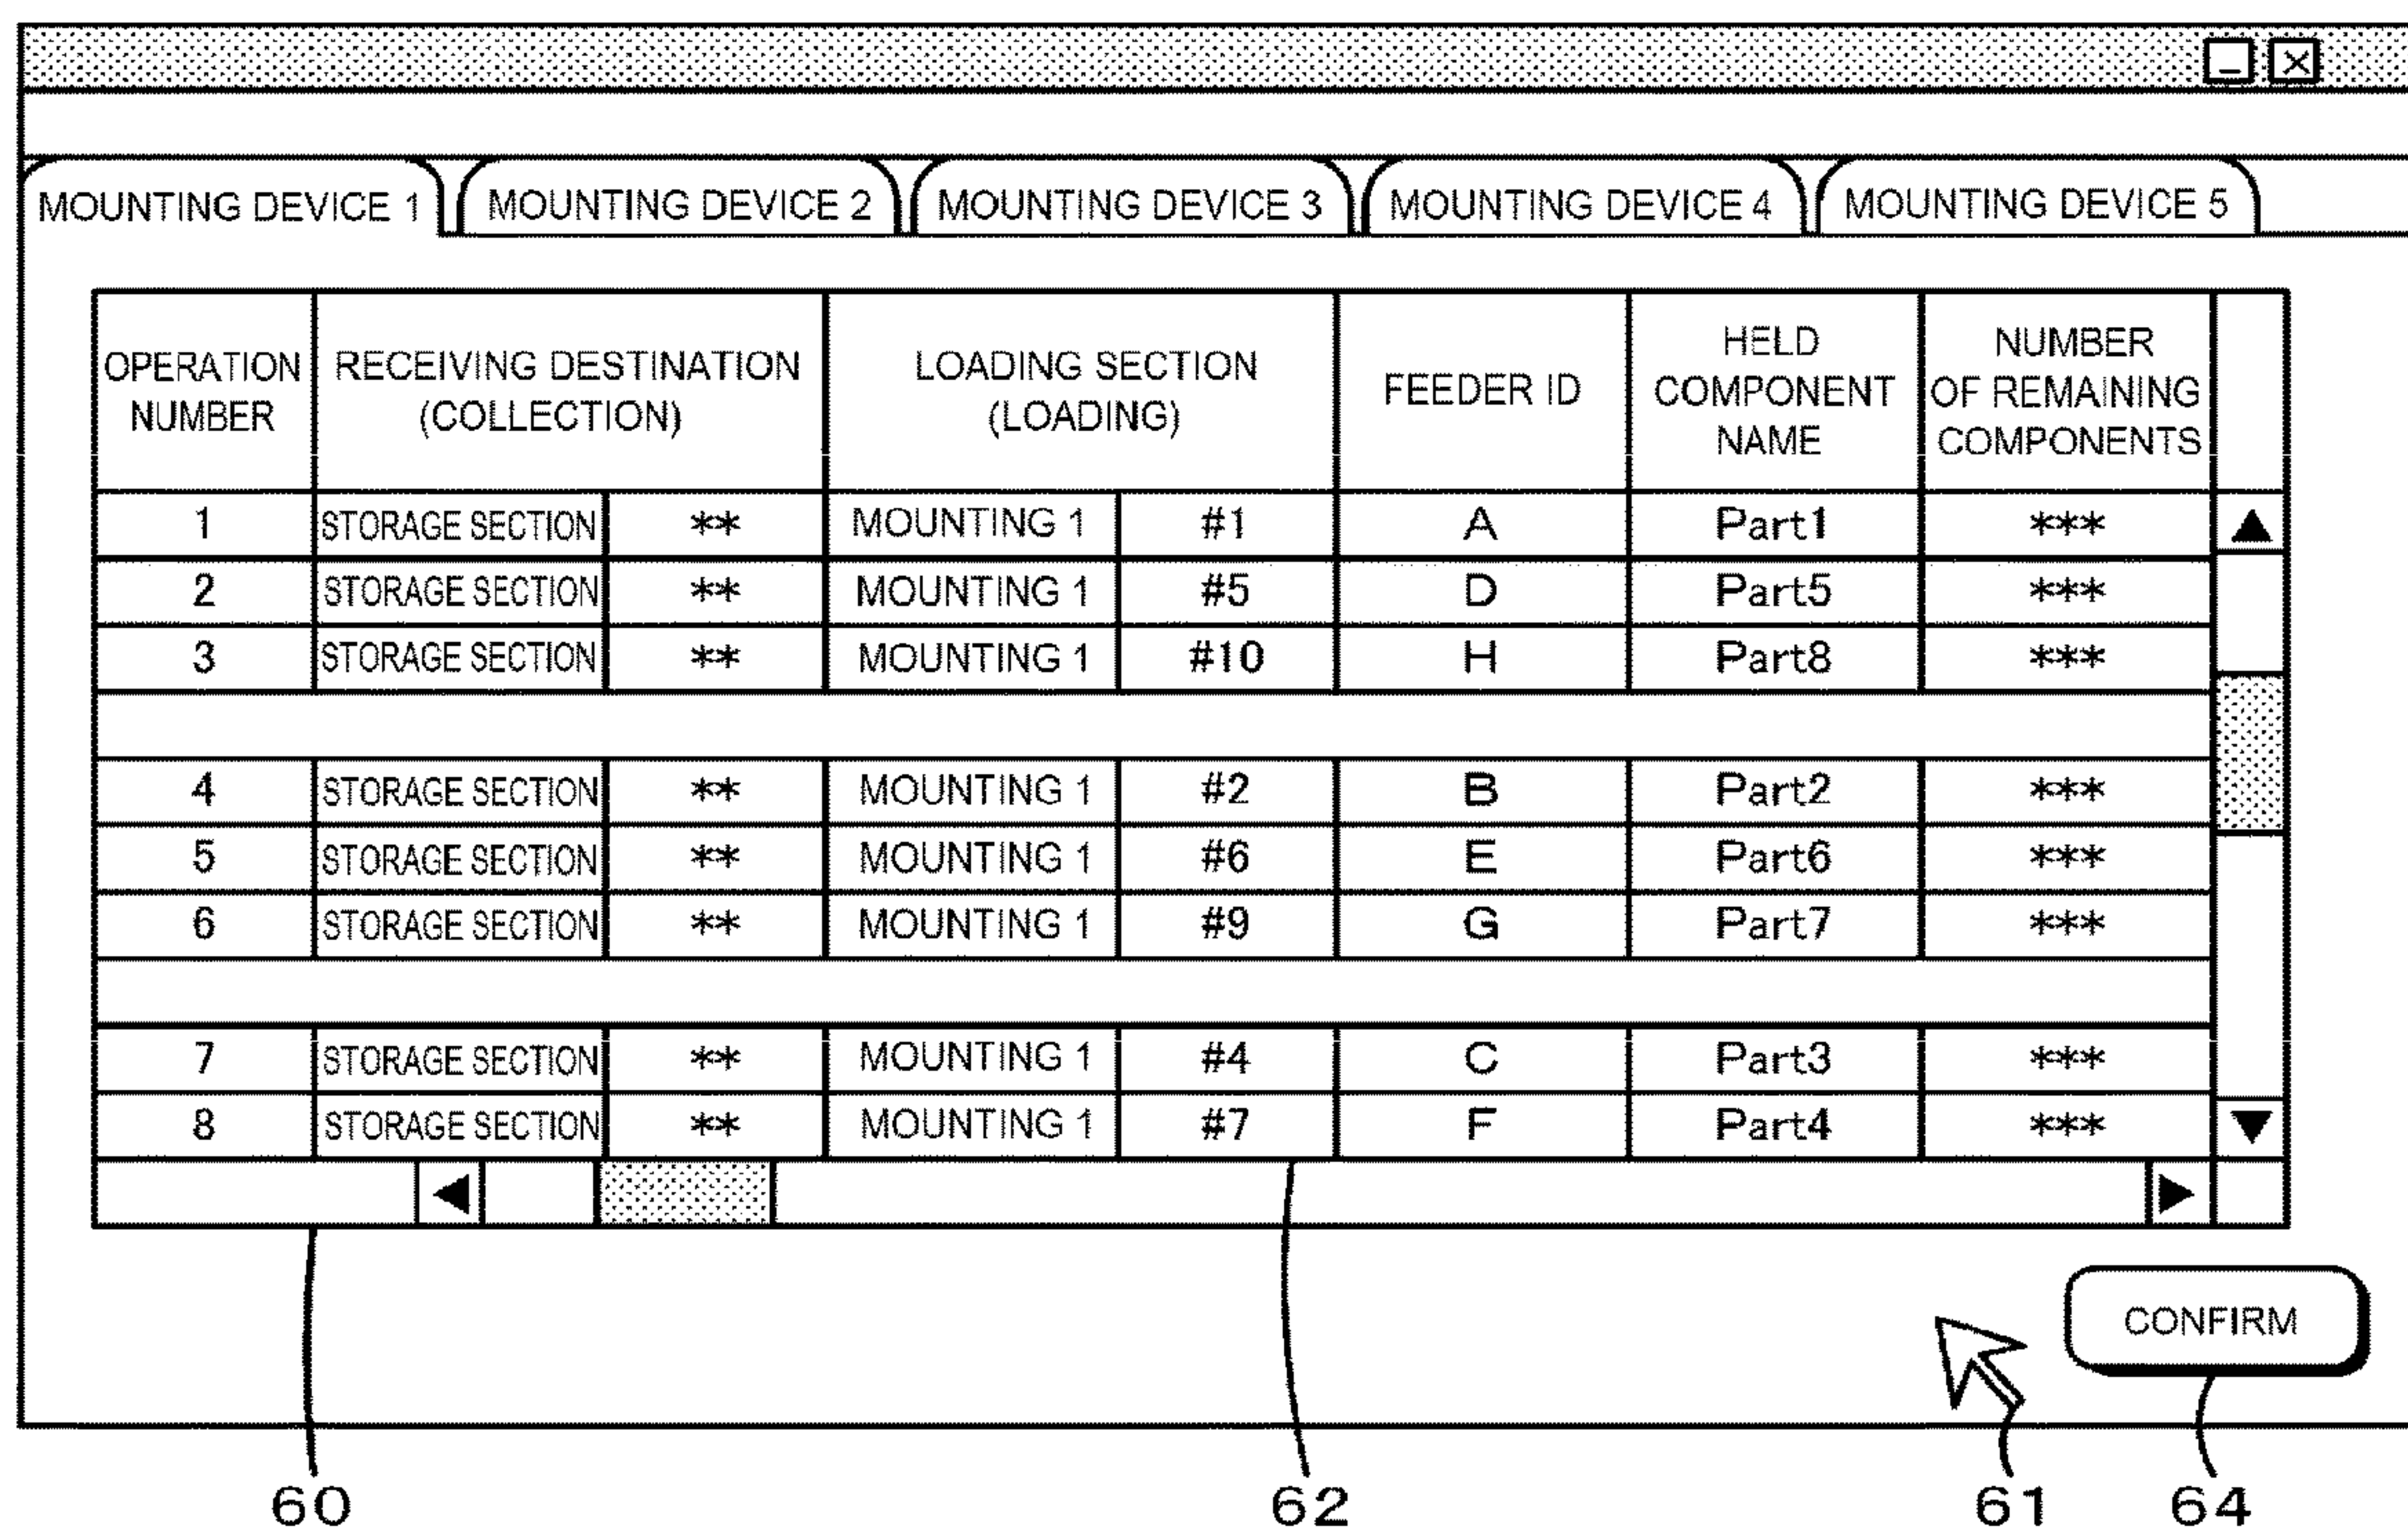 MOUNTING DEVICE 1 MOUNTING DEVICE 2 MOUNTING DEVICE 3 MOUNTING DEVICE 4 MOUNTING DEVICE 5
OPERATION NUMBER RECEIVING DESTINATION (COLLECTION) LOADING SECTION (LOADING) FEEDER ID HELD COMPONENT NAME NUMBER OF REMAINING COMPONENTS
1 STORAGE SECTION ** MOUNTING 1 #1 A Part1 ***
2 STORAGE SECTION ** MOUNTING 1 #5 D Part5 ***
3 STORAGE SECTION ** MOUNTING 1 #10 H Part8 ***
4 STORAGE SECTION ** MOUNTING 1 #2 B Part2 ***
5 STORAGE SECTION ** MOUNTING 1 #6 E Part6 ***
6 STORAGE SECTION ** MOUNTING 1 #9 G Part7 ***
7 STORAGE SECTION ** MOUNTING 1 #4 C Part3 ***
8 STORAGE SECTION ** MOUNTING 1 #7 F Part4 ***
CONFIRM
60 62 61 64